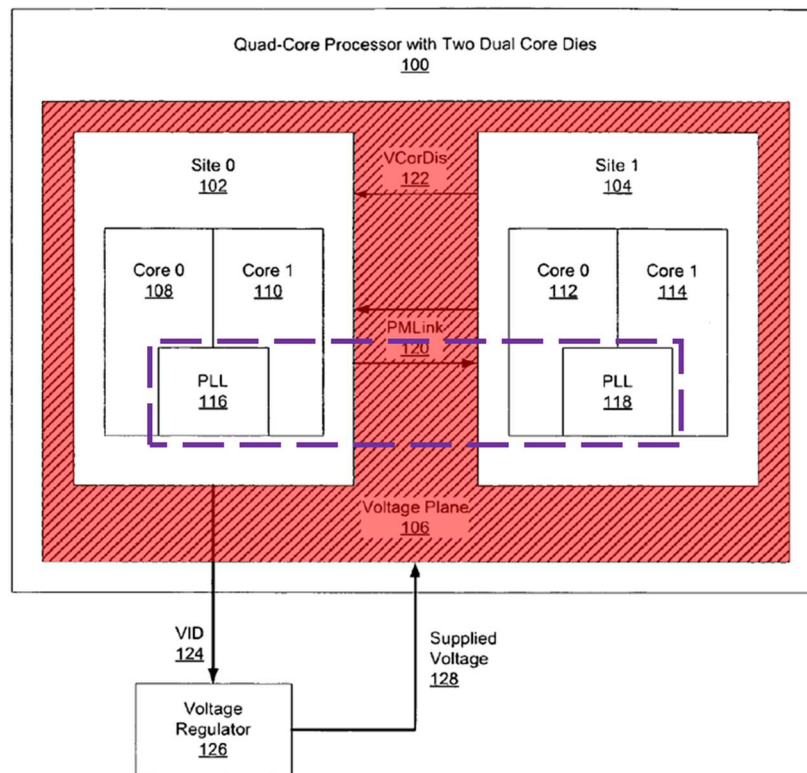 Quad-Core Processor with Two Dual Core Dies
100
Site 0
102
VCorDis
122
Site 1
104
Core 0
108
Core 1
110
Core 0
112
Core 1
114
PMLink
120
PLL
116
PLL
118
Voltage Plane
106
VID
124
Supplied
Voltage
128
Voltage
Regulator
126